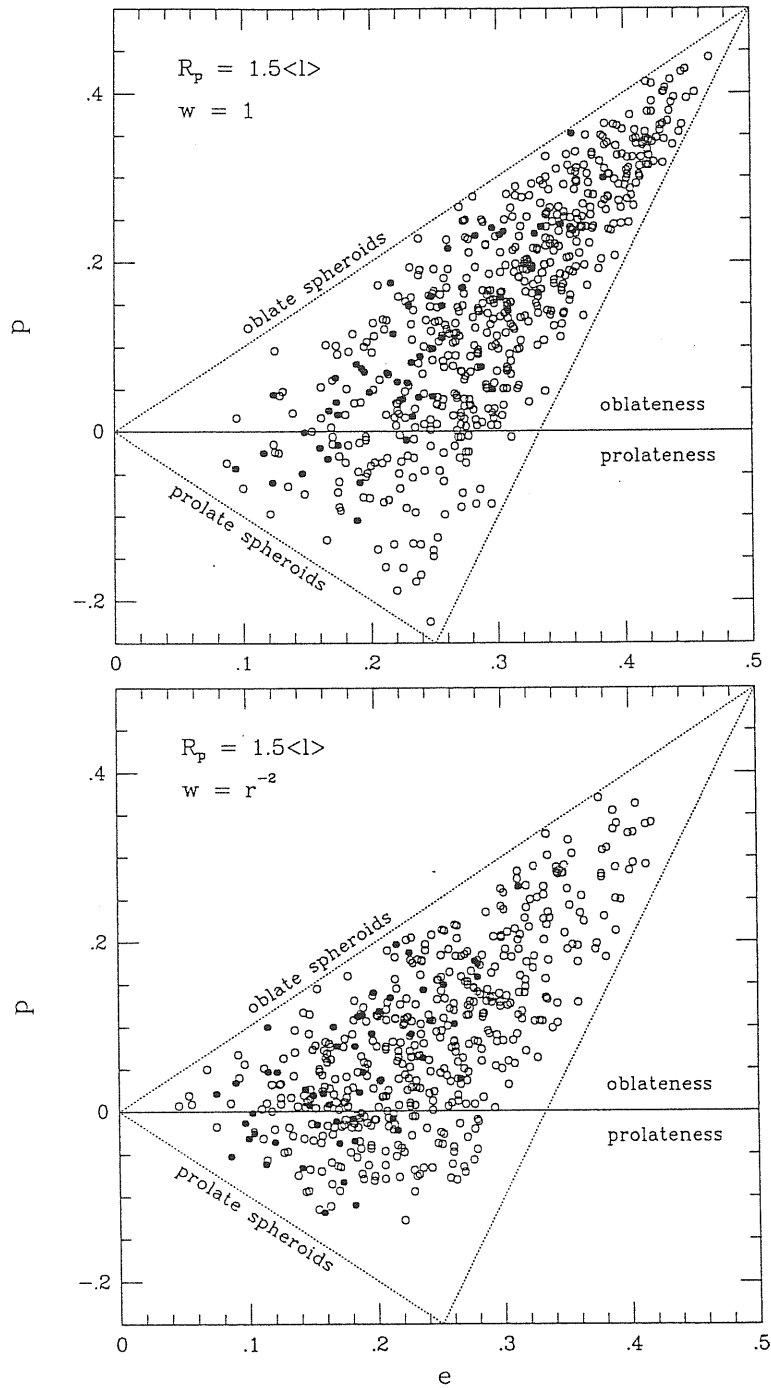 R_p = 1.5<l>
w = 1
oblate spheroids
prolate spheroids
oblateness
prolateness
p
.4
.2
0
-.2
0
.1
.2
.3
.4
.5
R_p = 1.5<l>
w = r^-2
oblate spheroids
prolate spheroids
oblateness
prolateness
p
.4
.2
0
-.2
0
.1
.2
.3
.4
.5
e